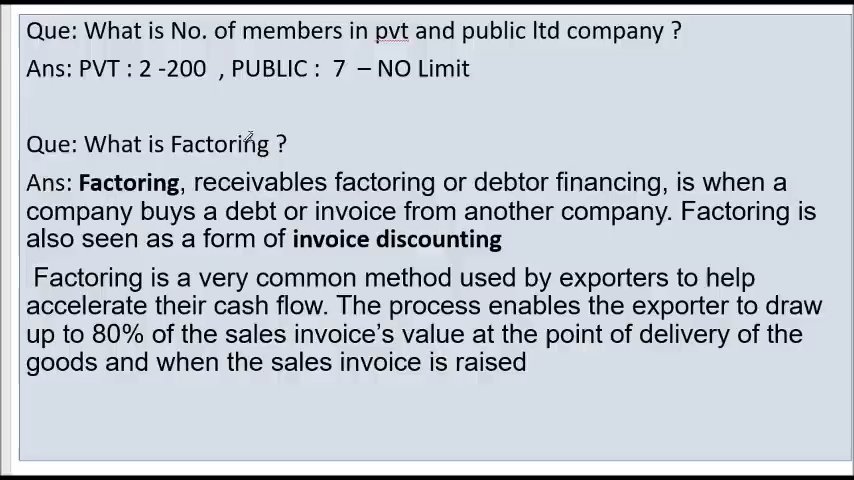 Que: What is No. of members in pvt and public ltd company ?
Ans: PVT : 2 -200 , PUBLIC : 7 – NO Limit
Que: What is Factoring ?
Ans: Factoring, receivables factoring or debtor financing, is when a
company buys a debt or invoice from another company. Factoring is
also seen as a form of invoice discounting
Factoring is a very common method used by exporters to help
accelerate their cash flow. The process enables the exporter to draw
up to 80% of the sales invoice’s value at the point of delivery of the
goods and when the sales invoice is raised